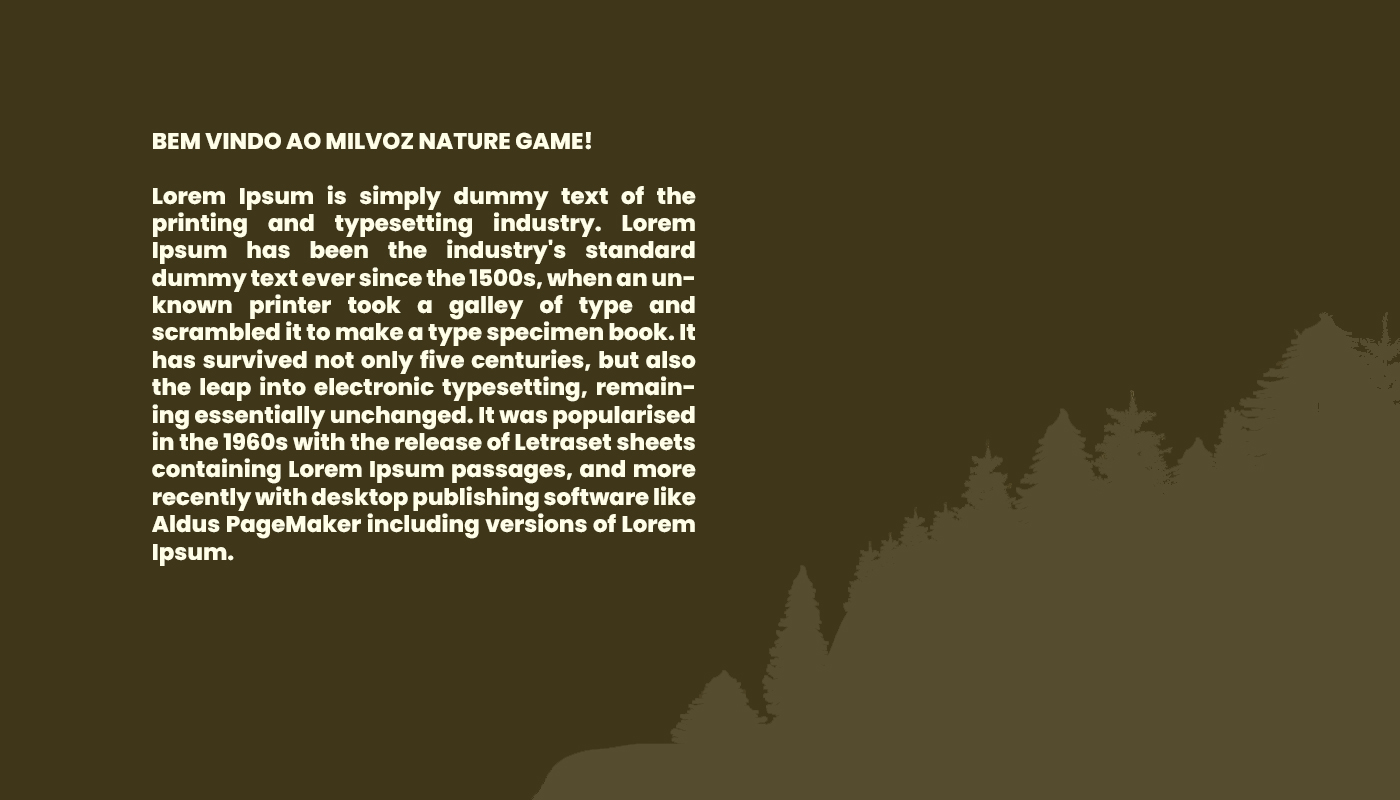 BEM VINDO AO MILVOZ NATURE GAME!
Lorem Ipsum is simply dummy text of the
printing and typesetting industry. Lorem
Ipsum has been the industry's standard
dummy text ever since the 1500s, when an un-
known printer took a galley of type and
scrambled it to make a type specimen book. It
has survived not only five centuries, but also
the leap into electronic typesetting, remain-
ing essentially unchanged. It was popularised
in the 1960s with the release of Letraset sheets
containing Lorem Ipsum passages, and more
recently with desktop publishing software like
Aldus PageMaker including versions of Lorem
Ipsum.